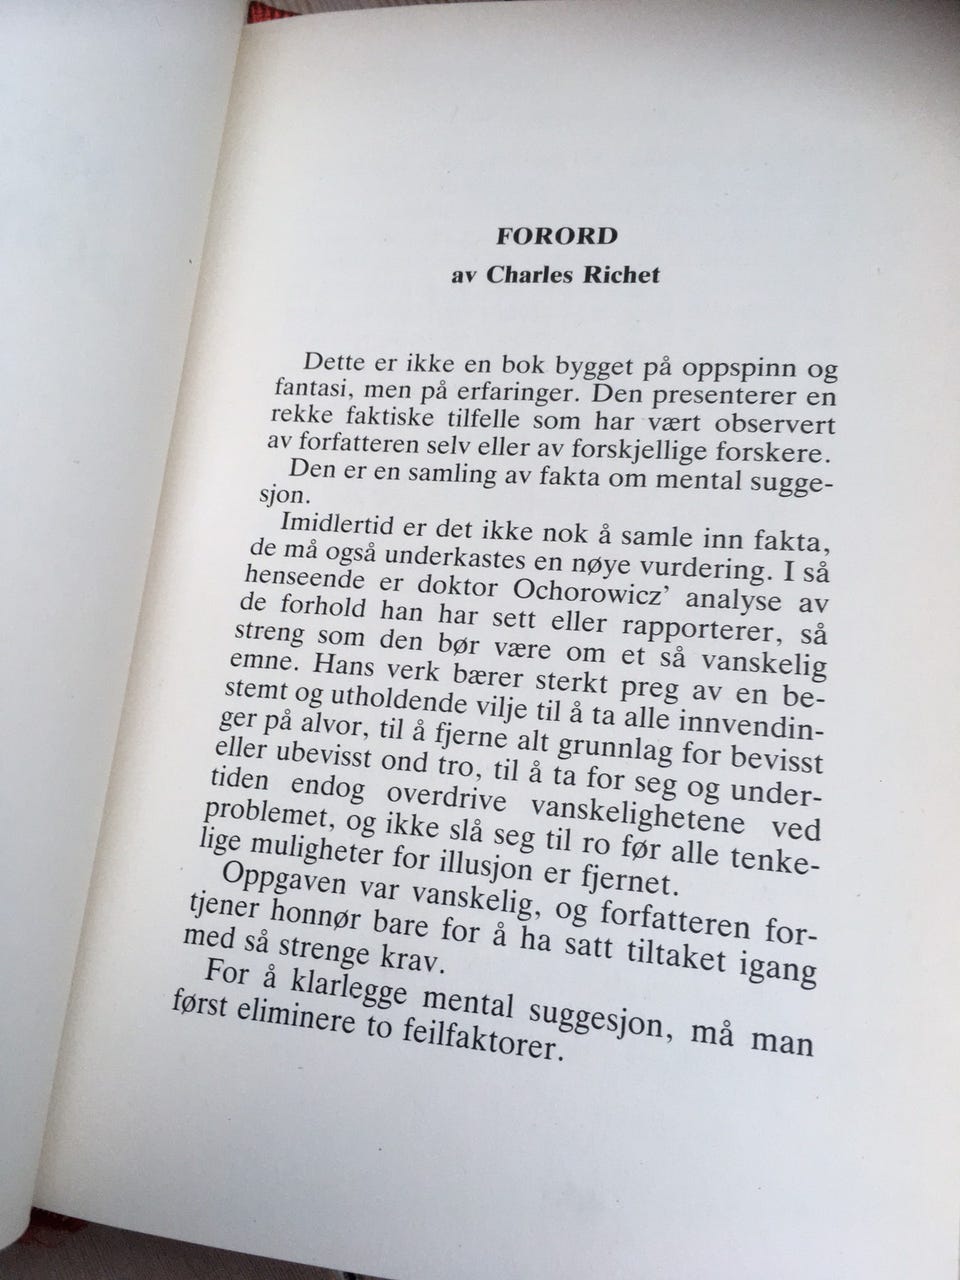 FORORD
av Charles Richet
Dette er ikke en bok bygget på oppspinn og
fantasi, men på erfaringer. Den presenterer en
rekke faktiske tilfelle som har vært observert
av forfatteren selv eller av forskjellige forskere.
Den er en samling av fakta om mental sugge-
sjon.
Imidlertid er det ikke nok å samle inn fakta,
de må også underkastes en nøye vurdering. I så
henseende er doktor Ochorowicz' analyse av
de forhold han har sett eller rapporterer, så
streng som den bør være om et så vanskelig
emne. Hans verk bærer sterkt preg av en be-
stemt og utholdende vilje til å ta alle innvendin-
ger på alvor, til å fjerne alt grunnlag for bevisst
eller ubevisst ond tro, til å ta for seg og under-
tiden endog overdrive vanskelighetene ved
problemet, og ikke slå seg til ro før alle tenke-
lige muligheter for illusjon er fjernet.
Oppgaven var vanskelig, og forfatteren for-
tjener honnør bare for å ha satt tiltaket igang
med så strenge krav.
For å klarlegge mental suggesjon, må man
først eliminere to feilfaktorer.